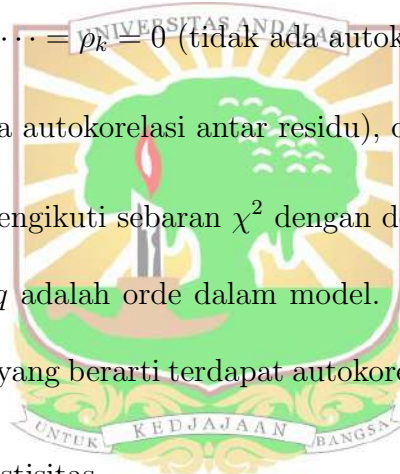 · · · = ρₖ = 0 (tidak ada autok
UNIVERSITAS ANDALAS
autokorelasi antar residu),
engikuti sebaran χ² dengan
q adalah orde dalam model.
yang berarti terdapat autokore
UNTUK KEDJAJAAN BANGSA